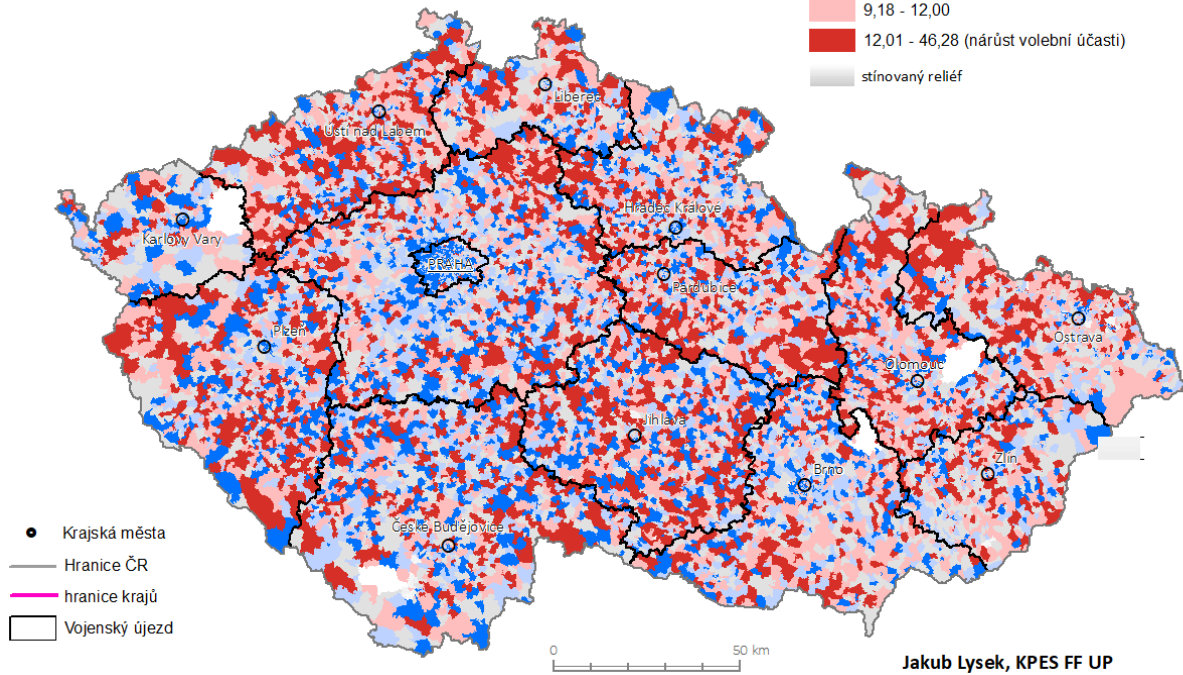 9,18 - 12,00
12,01 - 46,28 (nárůst volební účasti)
stínovaný reliéf
Liberec
Ústí nad Labem
Hradec Králové
Karlovy Vary
PRAHA
Pardubice
Ostrava
Plzeň
Olomouc
Jihlava
Zlín
Brno
České Budějovice
Krajská města
Hranice ČR
hranice krajů
Vojenský újezd
0 50 km
Jakub Lysek, KPES FF UP